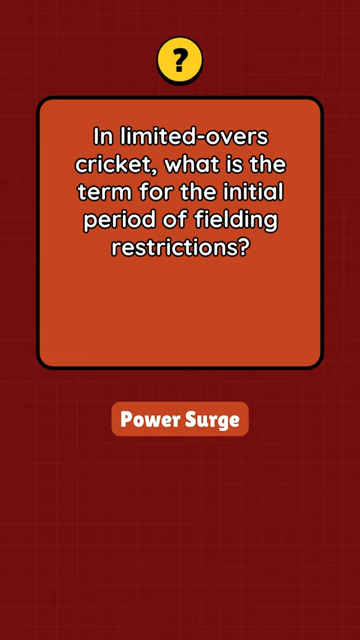 ?
In limited-overs
cricket, what is the
term for the initial
period of fielding
restrictions?
Power Surge